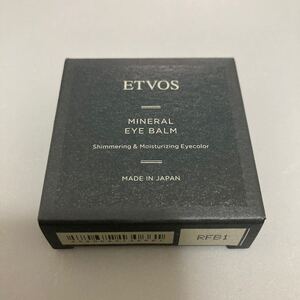 ETVOS
MINERAL
EYE BALM
Shimmering & Moisturizing Eyecolor
MADE IN JAPAN
RFB1